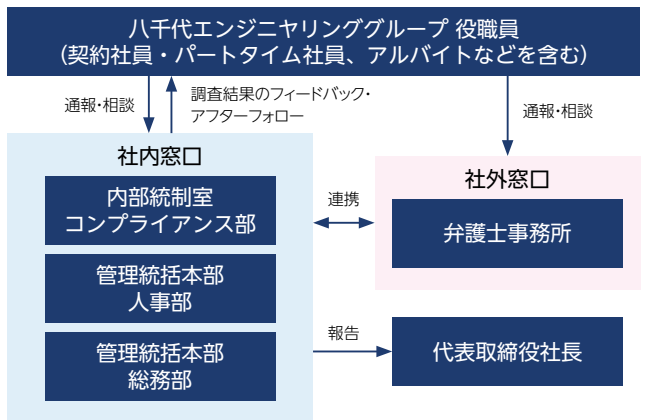 八千代エンジニヤリンググループ 役職員
（契約社員・パートタイム社員、アルバイトなどを含む）
通報・相談
調査結果のフィードバック・
アフターフォロー
通報・相談
社内窓口
内部統制室
コンプライアンス部
管理統括本部
人事部
管理統括本部
総務部
連携
社外窓口
弁護士事務所
報告
代表取締役社長